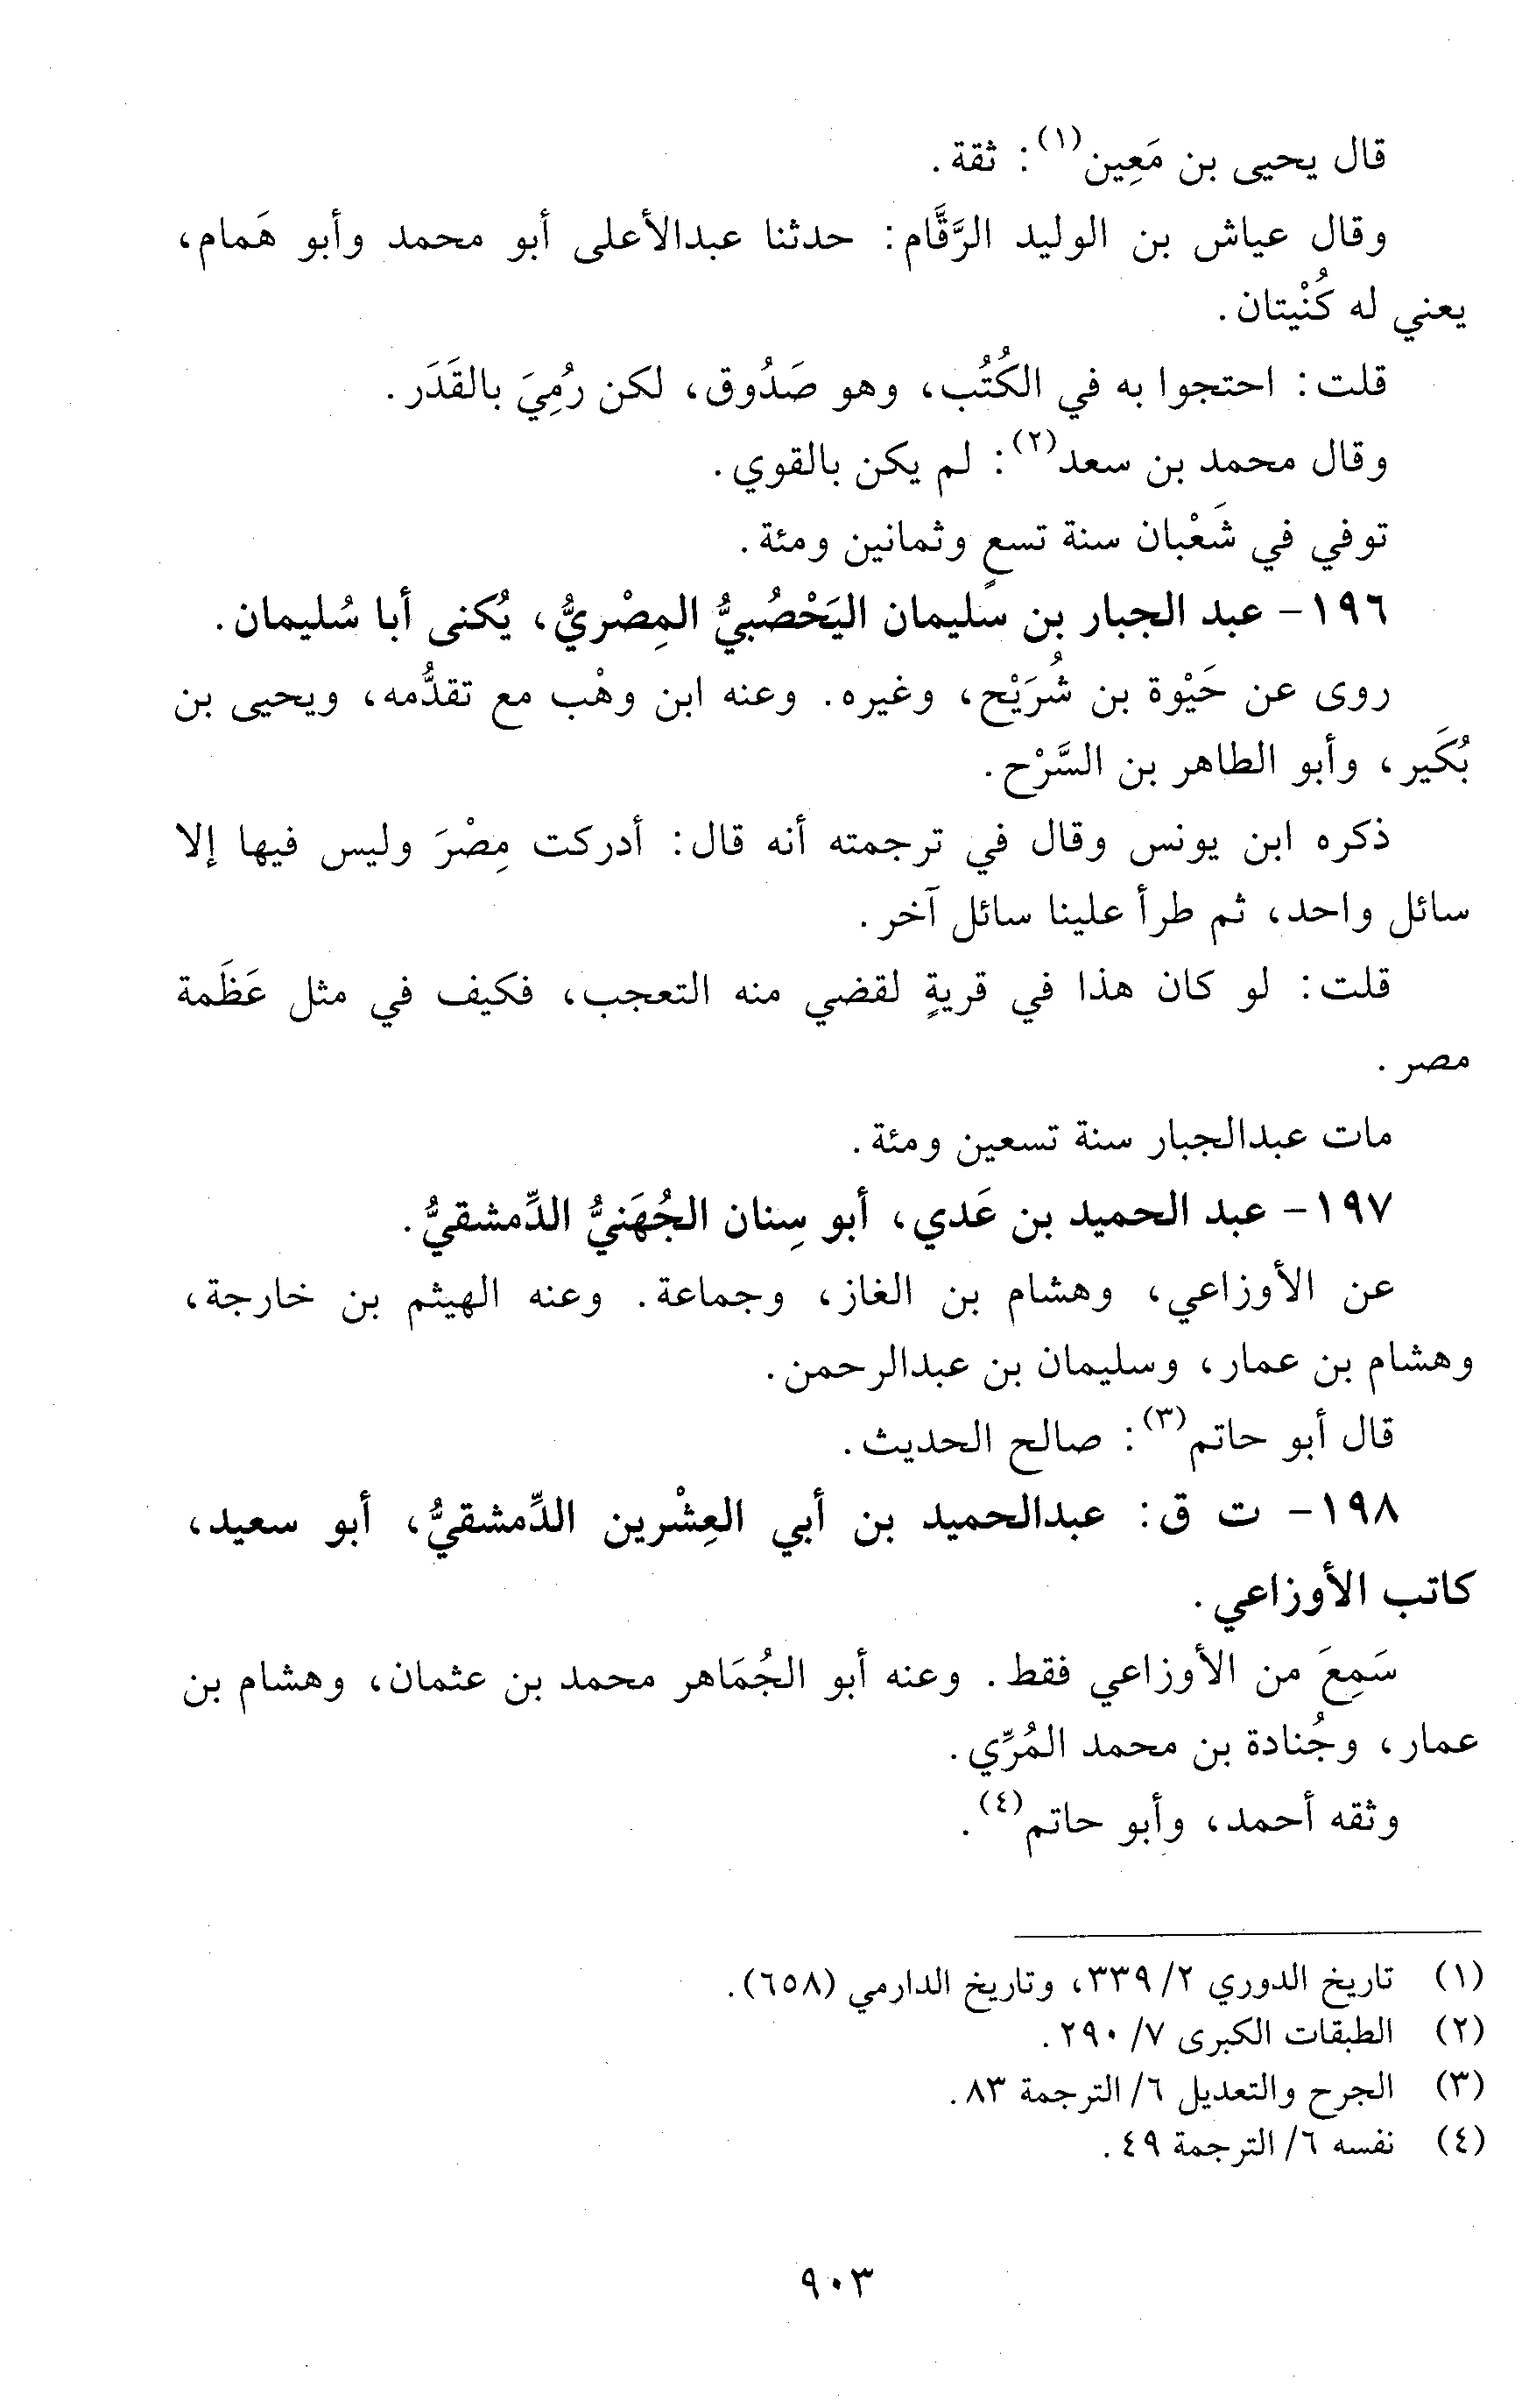 قال يحيى بن مَعِين(١): ثقة.
وقال عياش بن الوليد الرَّقَّام: حدثنا عبدالأعلى أبو محمد وأبو هَمام،
يعني له كُنْيتان.
قلت: احتجوا به في الكُتُب، وهو صَدُوق، لكن رُمِيَ بالقَدَر.
وقال محمد بن سعد(٢): لم يكن بالقوي.
توفي في شَعْبان سنة تسعٍ وثمانين ومئة.
١٩٦- عبد الجبار بن سليمان اليَحْصُبيُّ المِصْريُّ، يُكنى أبا سُليمان.
روى عن حَيْوة بن شُرَيْح، وغيره. وعنه ابن وهْب مع تقدُّمه، ويحيى بن
بُكَير، وأبو الطاهر بن السَّرْح.
ذكره ابن يونس وقال في ترجمته أنه قال: أدركت مِصْرَ وليس فيها إلا
سائل واحد، ثم طرأ علينا سائل آخر.
قلت: لو كان هذا في قريةٍ لقضي منه التعجب، فكيف في مثل عَظَمة
مصر.
مات عبدالجبار سنة تسعين ومئة.
١٩٧- عبد الحميد بن عَدي، أبو سِنان الجُهَنيُّ الدِّمشقيُّ.
عن الأوزاعي، وهشام بن الغاز، وجماعة. وعنه الهيثم بن خارجة،
وهشام بن عمار، وسليمان بن عبدالرحمن.
قال أبو حاتم(٣): صالح الحديث.
١٩٨- ت ق: عبدالحميد بن أبي العِشْرين الدِّمشقيُّ، أبو سعيد،
كاتب الأوزاعي.
سَمِعَ من الأوزاعي فقط. وعنه أبو الجُمَاهر محمد بن عثمان، وهشام بن
عمار، وجُنادة بن محمد المُرِّي.
وثقه أحمد، وأبو حاتم(٤).
(١) تاريخ الدوري ٢/ ٣٣٩، وتاريخ الدارمي (٦٥٨).
(٢) الطبقات الكبرى ٧/ ٢٩٠.
(٣) الجرح والتعديل ٦/ الترجمة ٨٣.
(٤) نفسه ٦/ الترجمة ٤٩.
٩٠٣